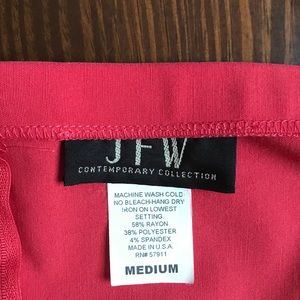 JFW
CONTEMPORARY COLLECTION
MACHINE WASH COLD
NO BLEACH-HANG DRY
IRON ON LOWEST
SETTING.
58% RAYON
38% POLYESTER
4% SPANDEX
MADE IN U.S.A.
RN# 57911
MEDIUM